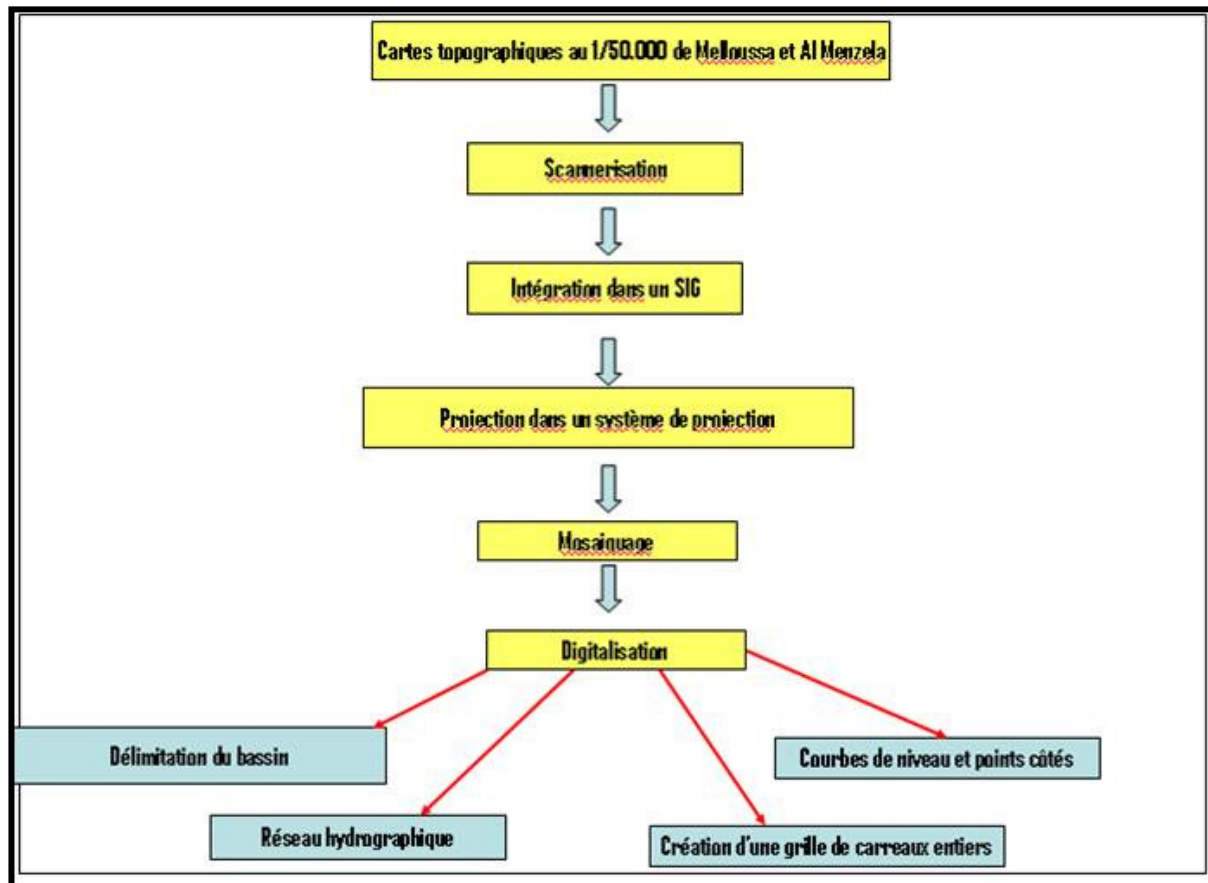 Cartes topographiques au 1/50.000 de Melloussa et Al Menzela
Scannerisation
Intégration dans un SIG
Projection dans un système de projection
Mosaiquage
Digitalisation
Délimitation du bassin
Courbes de niveau et points côtés
Réseau hydrographique
Création d'une grille de carreaux entiers